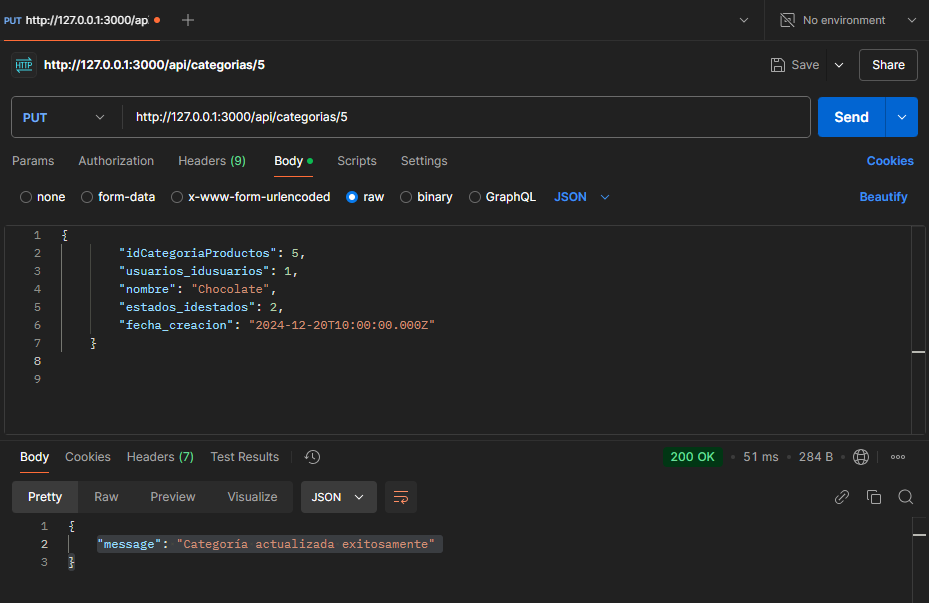 PUT http://127.0.0.1:3000/ap
No environment
HTTP http://127.0.0.1:3000/api/categorias/5
Save
Share
PUT http://127.0.0.1:3000/api/categorias/5
Send
Params Authorization Headers (9) Body Scripts Settings
Cookies
none form-data x-www-form-urlencoded raw binary GraphQL JSON
Beautify
1 {
2 "idCategoriaProductos": 5,
3 "usuarios_idusuarios": 1,
4 "nombre": "Chocolate",
5 "estados_idestados": 2,
6 "fecha_creacion": "2024-12-20T10:00:00.000Z"
7 }
8
9
Body Cookies Headers (7) Test Results
200 OK • 51 ms • 284 B
Pretty Raw Preview Visualize JSON
1 {
2 "message": "Categoría actualizada exitosamente"
3 }